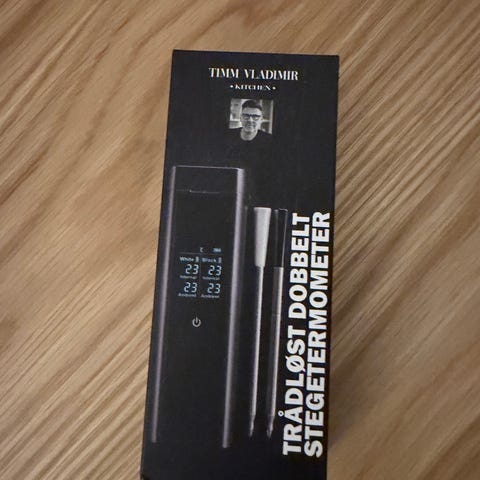 TIMM VLADIMIR
• KITCHEN •
C
White Black
23 23
Internal Internal
23 23
Ambient Ambient
TRÅDLØST DOBBELT
STEGETERMOMETER